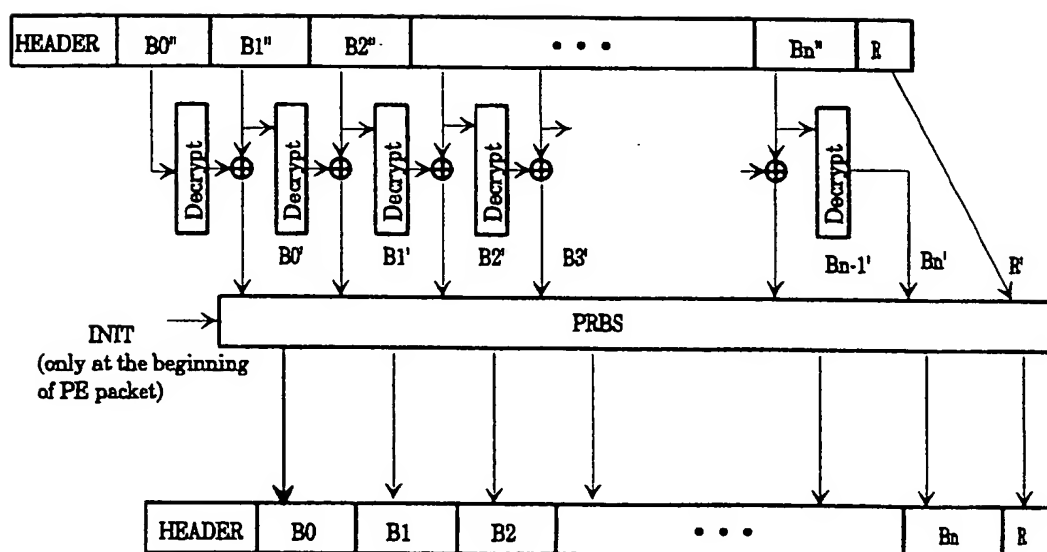 HEADER B0" B1" B2" • • • Bn" R
Decrypt Decrypt Decrypt Decrypt Decrypt
B0' B1' B2' B3' Bn-1' Bn' R'
PRBS
INIT
(only at the beginning
of PE packet)
HEADER B0 B1 B2 • • • Bn R